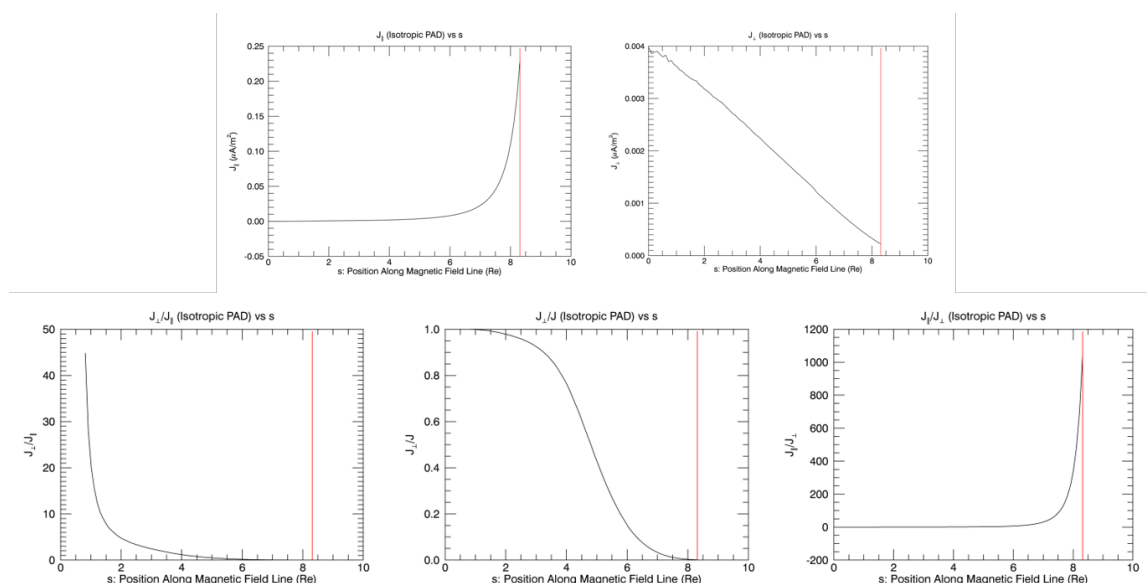 J∥ (Isotropic PAD) vs s
J⊥ (Isotropic PAD) vs s
0.25
0.20
0.15
0.10
0.05
0.00
-0.05
J∥ (μA/m²)
0 2 4 6 8 10
s: Position Along Magnetic Field Line (Re)
0.004
0.003
0.002
0.001
0.000
J⊥ (μA/m²)
0 2 4 6 8 10
s: Position Along Magnetic Field Line (Re)
J⊥/J∥ (Isotropic PAD) vs s
50
40
30
20
10
0
J⊥/J∥
0 2 4 6 8 10
s: Position Along Magnetic Field Line (Re)
J⊥/J (Isotropic PAD) vs s
1.0
0.8
0.6
0.4
0.2
0.0
J⊥/J
0 2 4 6 8 10
s: Position Along Magnetic Field Line (Re)
J∥/J⊥ (Isotropic PAD) vs s
1200
1000
800
600
400
200
0
-200
J∥/J⊥
0 2 4 6 8 10
s: Position Along Magnetic Field Line (Re)